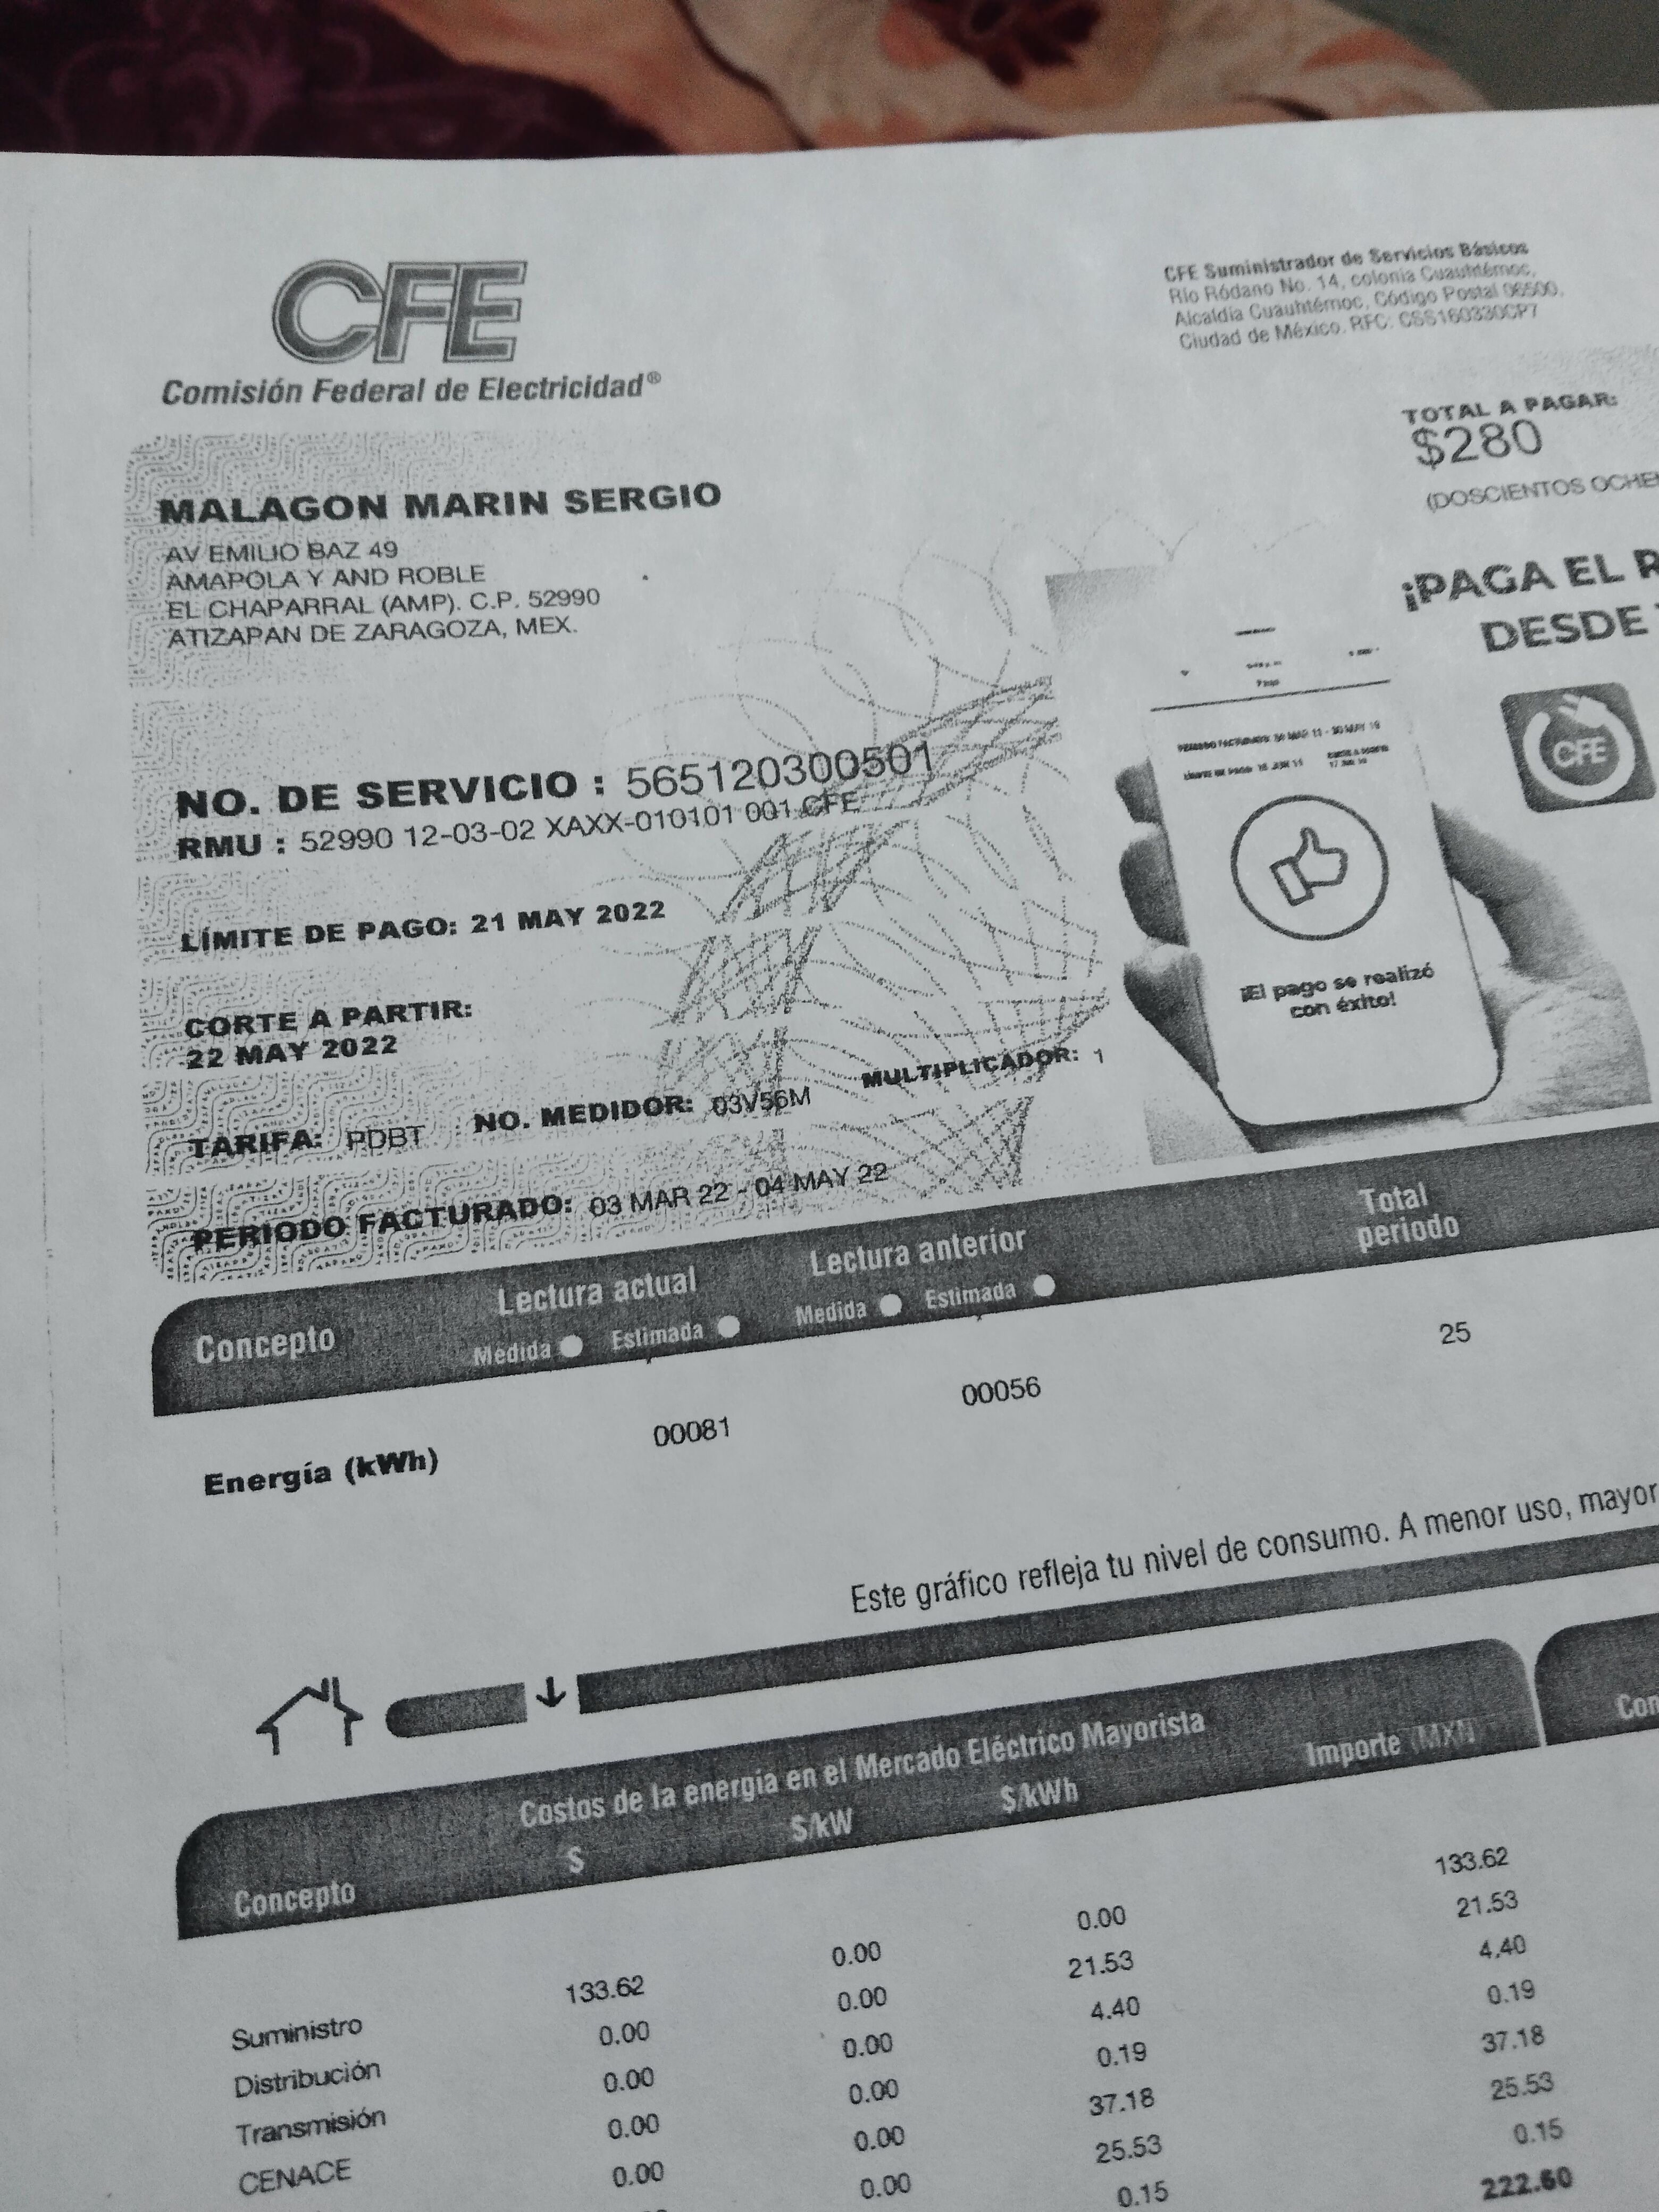 CFE
Comisión Federal de Electricidad®
CFE Suministrador de Servicios Básicos
Río Ródano No. 14, colonia Cuauhtémoc,
Alcaldía Cuauhtémoc, Código Postal 06500,
Ciudad de México. RFC: CSS160330CP7
TOTAL A PAGAR:
$280
(DOSCIENTOS OCHE
MALAGON MARIN SERGIO
AV EMILIO BAZ 49
AMAPOLA Y AND ROBLE
EL CHAPARRAL (AMP). C.P. 52990
ATIZAPAN DE ZARAGOZA, MEX.
¡PAGA EL R
DESDE
CFE
NO. DE SERVICIO : 565120300501
RMU : 52990 12-03-02 XAXX-010101 001 CFE
LÍMITE DE PAGO: 21 MAY 2022
CORTE A PARTIR:
22 MAY 2022
¡El pago se realizó
con éxito!
TARIFA: PDBT NO. MEDIDOR: 03V56M MULTIPLICADOR: 1
PERIODO FACTURADO: 03 MAR 22 - 04 MAY 22
Concepto Lectura actual Lectura anterior Total
periodo
Medida Estimada Medida Estimada
Energía (kWh) 00081 00056 25
Este gráfico refleja tu nivel de consumo. A menor uso, mayor
Costos de la energía en el Mercado Eléctrico Mayorista
Concepto $ $/kW $/kWh Importe (MXN) Con
Suministro 133.62 0.00 0.00 133.62
Distribución 0.00 0.00 21.53 21.53
Transmisión 0.00 0.00 4.40 4.40
CENACE 0.00 0.00 0.19 0.19
0.00 0.00 37.18 37.18
0.00 25.53 25.53
0.15 0.15
222.60